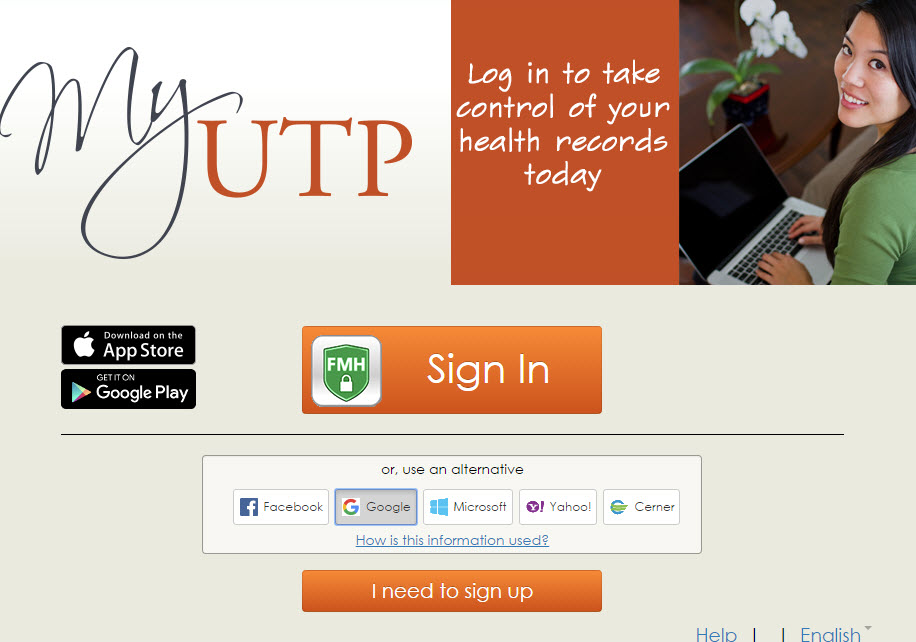 My UTP
Log in to take
control of your
health records
today
Download on the
App Store
GET IT ON
Google Play
FMH
Sign In
or, use an alternative
Facebook
Google
Microsoft
Yahoo!
Cerner
How is this information used?
I need to sign up
Help | | English